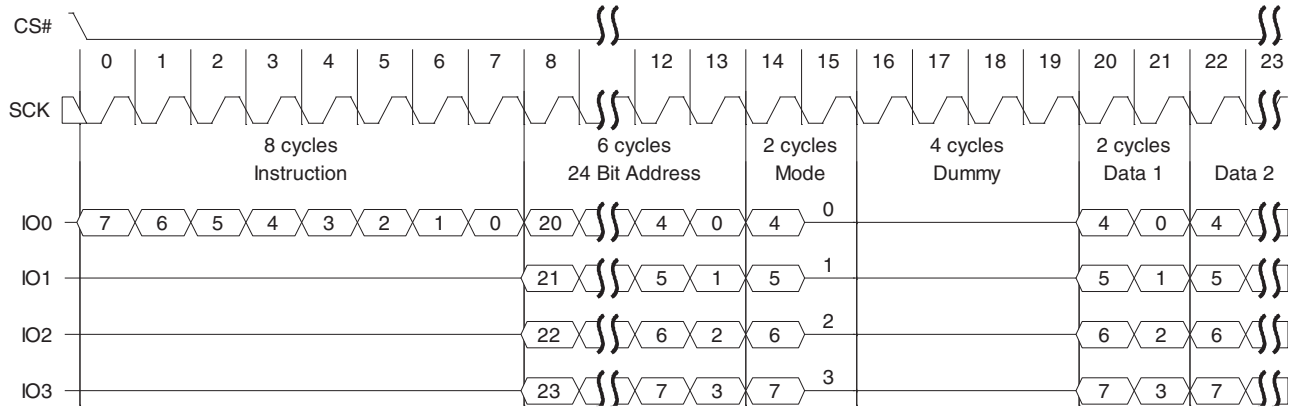 CS#
0 1 2 3 4 5 6 7 8 12 13 14 15 16 17 18 19 20 21 22 23
SCK
8 cycles 6 cycles 2 cycles 4 cycles 2 cycles
Instruction 24 Bit Address Mode Dummy Data 1 Data 2
IO0 7 6 5 4 3 2 1 0 20 4 0 4 0 4 0 4
IO1 21 5 1 5 1 5 1 5
IO2 22 6 2 6 2 6 2 6
IO3 23 7 3 7 3 7 3 7